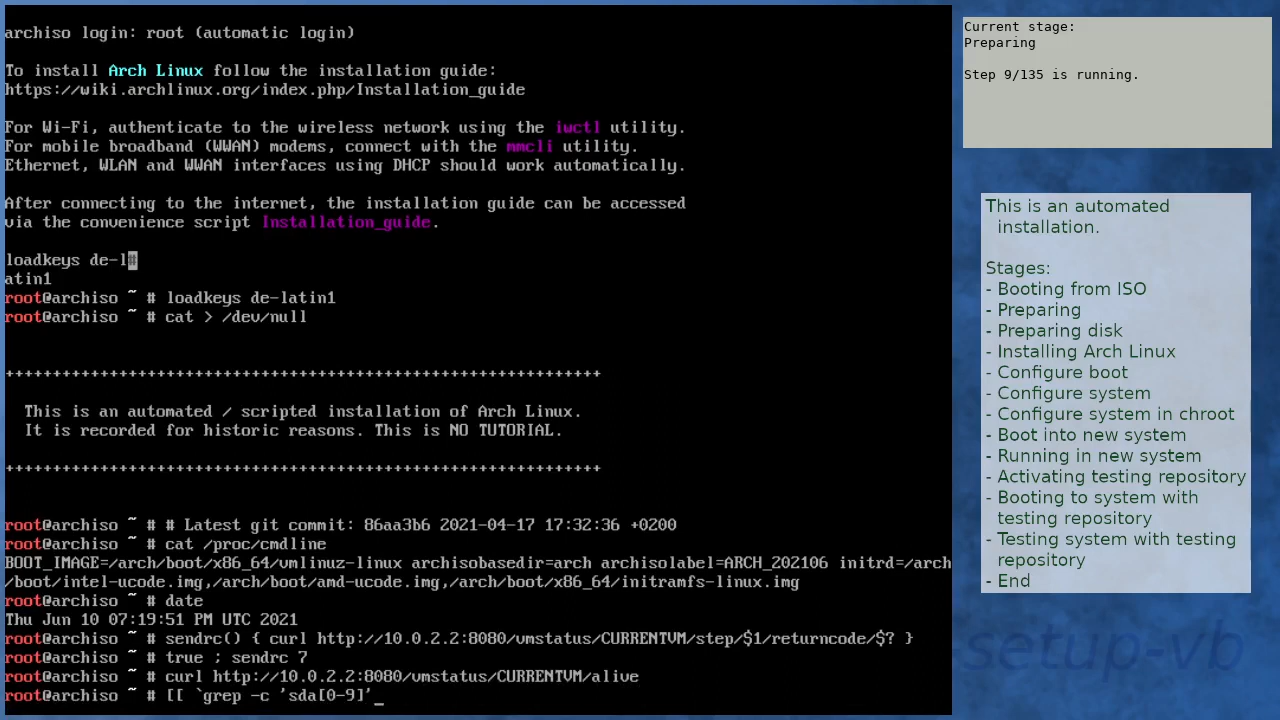 archiso login: root (automatic login)
To install Arch Linux follow the installation guide:
https://wiki.archlinux.org/index.php/Installation_guide
For Wi-Fi, authenticate to the wireless network using the iwctl utility.
For mobile broadband (WWAN) modems, connect with the mmcli utility.
Ethernet, WLAN and WWAN interfaces using DHCP should work automatically.
After connecting to the internet, the installation guide can be accessed
via the convenience script Installation_guide.
loadkeys de-l#
atin1
root@archiso ~ # loadkeys de-latin1
root@archiso ~ # cat > /dev/null
+++++++++++++++++++++++++++++++++++++++++++++++++++++++++++++++
This is an automated / scripted installation of Arch Linux.
It is recorded for historic reasons. This is NO TUTORIAL.
+++++++++++++++++++++++++++++++++++++++++++++++++++++++++++++++
root@archiso ~ # # Latest git commit: 86aa3b6 2021-04-17 17:32:36 +0200
root@archiso ~ # cat /proc/cmdline
BOOT_IMAGE=/arch/boot/x86_64/vmlinuz-linux archisobasedir=arch archisolabel=ARCH_202106 initrd=/arch
/boot/intel-ucode.img,/arch/boot/amd-ucode.img,/arch/boot/x86_64/initramfs-linux.img
root@archiso ~ # date
Thu Jun 10 07:19:51 PM UTC 2021
root@archiso ~ # sendrc() { curl http://10.0.2.2:8080/vmstatus/CURRENTVM/step/$1/returncode/$? }
root@archiso ~ # true ; sendrc 7
root@archiso ~ # curl http://10.0.2.2:8080/vmstatus/CURRENTVM/alive
root@archiso ~ # [[ `grep -c 'sda[0-9]'_
Current stage:
Preparing
Step 9/135 is running.
This is an automated
installation.
Stages:
- Booting from ISO
- Preparing
- Preparing disk
- Installing Arch Linux
- Configure boot
- Configure system
- Configure system in chroot
- Boot into new system
- Running in new system
- Activating testing repository
- Booting to system with
testing repository
- Testing system with testing
repository
- End
-setup-vb